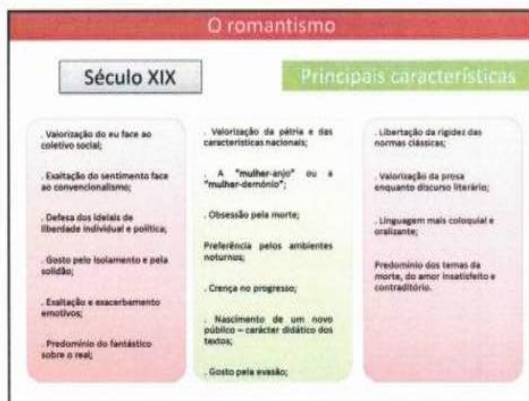 O romantismo
Século XIX
Principais características
. Valorização do eu face ao
coletivo social;
. Exaltação do sentimento face
ao convencionalismo;
. Defesa dos ideiais de
liberdade individual e política;
. Gosto pelo isolamento e pela
solidão;
. Exaltação e exacerbamento
emotivos;
. Predomínio do fantástico
sobre o real;
. Valorização da pátria e das
características nacionais;
. A "mulher-anjo" ou a
"mulher-demónio";
. Obsessão pela morte;
Preferência pelos ambientes
noturnos;
. Crença no progresso;
. Nascimento de um novo
público – carácter didático dos
textos;
. Gosto pela evasão;
. Libertação da rigidez das
normas clássicas;
. Valorização da prosa
enquanto discurso literário;
. Linguagem mais coloquial e
oralizante;
Predomínio dos temas da
morte, do amor insatisfeito e
contraditório.